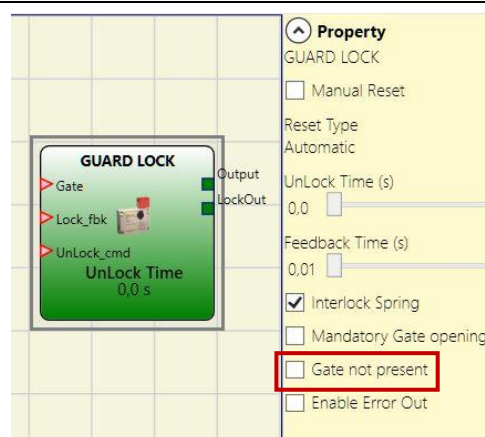 GUARD LOCK
Gate
Lock_fbk
UnLock_cmd
Output
LockOut
UnLock Time
0,0 s
Property
GUARD LOCK
Manual Reset
Reset Type
Automatic
UnLock Time (s)
0,0
Feedback Time (s)
0,01
Interlock Spring
Mandatory Gate opening
Gate not present
Enable Error Out